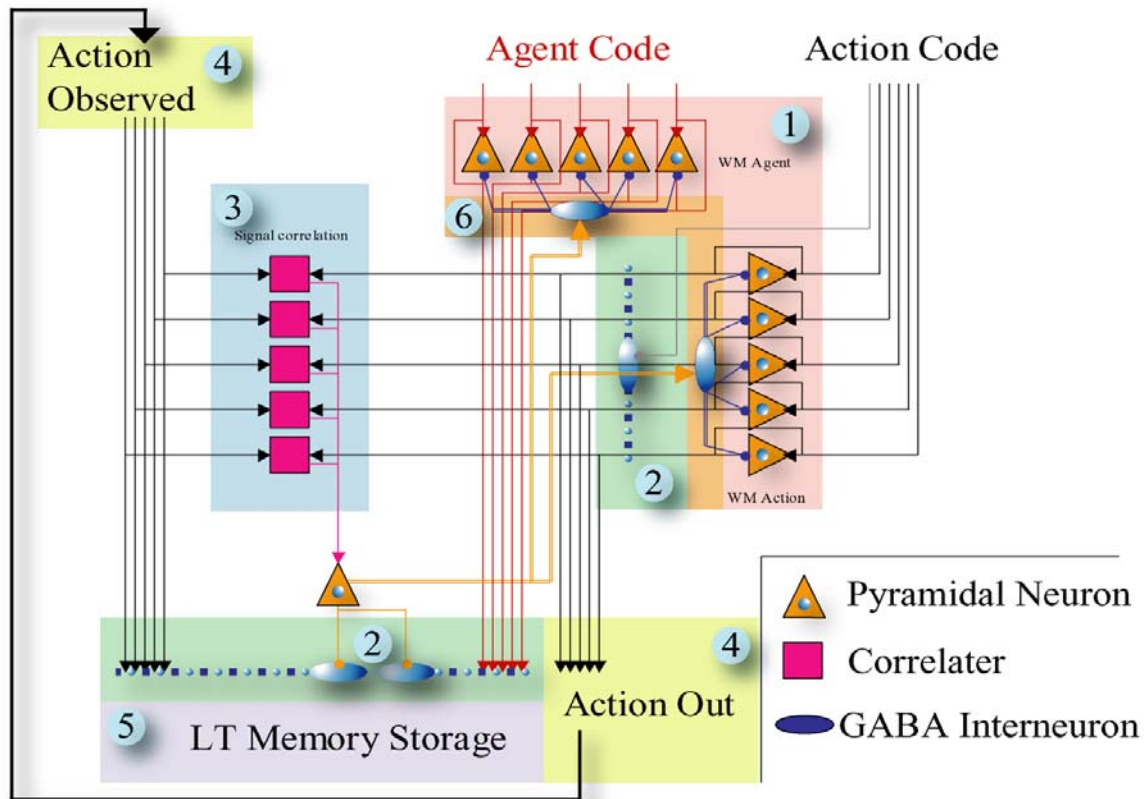 Action
Observed
4
Agent Code
Action Code
1
WM Agent
3
Signal correlation
6
2
WM Action
Pyramidal Neuron
2
4
Correlater
5
LT Memory Storage
Action Out
GABA Interneuron